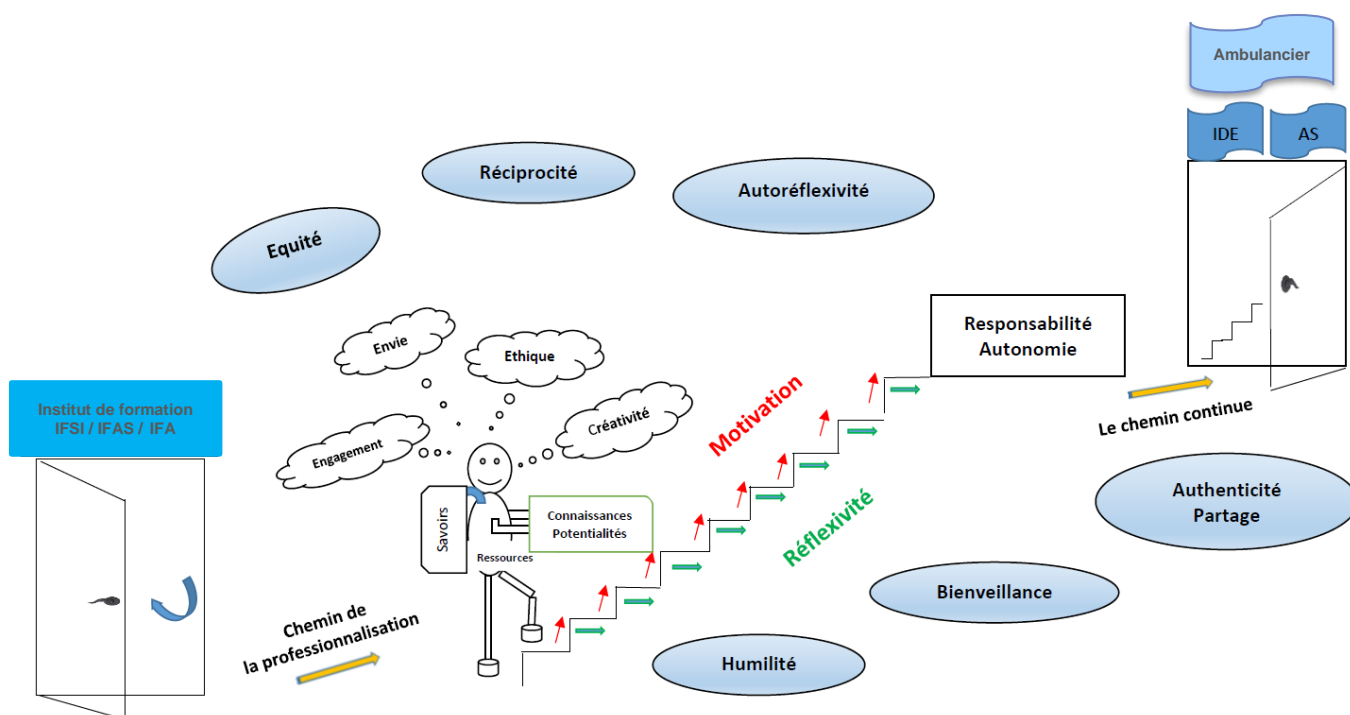 Ambulancier
IDE
AS
Réciprocité
Autoréflexivité
Equité
Envie
Ethique
Créativité
Engagement
Responsabilité
Autonomie
Institut de formation
IFSI / IFAS / IFA
Motivation
Le chemin continue
Savoirs
Connaissances
Potentialités
Ressources
Réflexivité
Authenticité
Partage
Bienveillance
Chemin de
la professionnalisation
Humilité